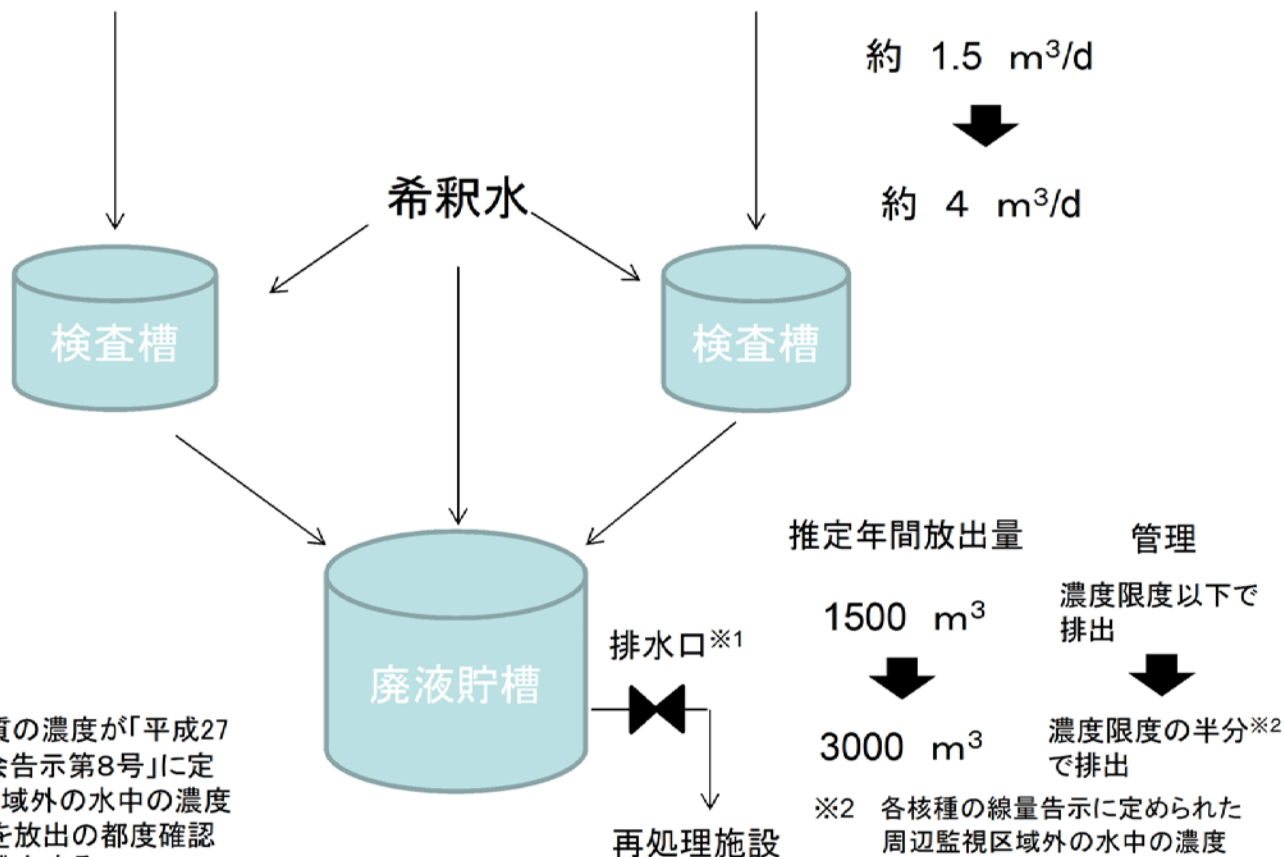 約 1.5 m³/d
約 4 m³/d
希釈水
検査槽
検査槽
推定年間放出量
管理
1500 m³
濃度限度以下で
排出
排水口※1
廃液貯槽
3000 m³
濃度限度の半分※2
で排出
質の濃度が「平成27
会告示第8号」に定
域外の水中の濃度
を放出の都度確認
再処理施設
※2 各核種の線量告示に定められた
周辺監視区域外の水中の濃度